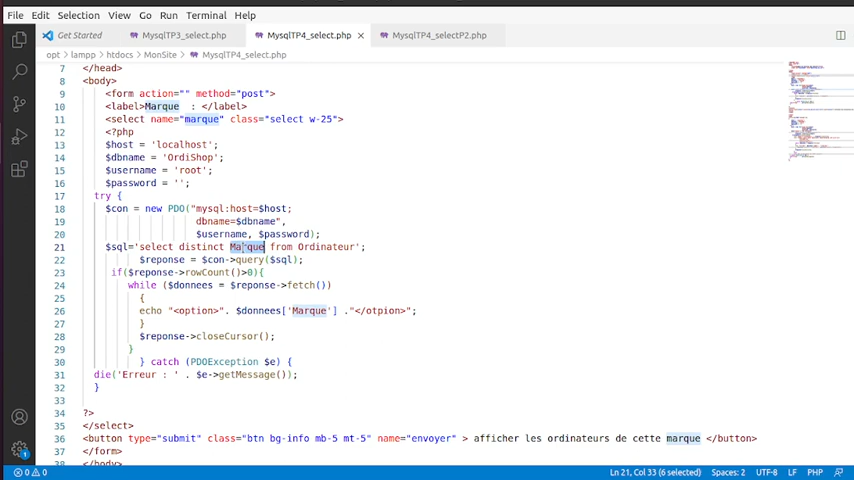 File Edit Selection View Go Run Terminal Help
Get Started MysqlTP3_select.php MysqlTP4_select.php MysqlTP4_selectP2.php
opt > lampp > htdocs > MonSite > MysqlTP4_select.php
7 </head>
8 <body>
9 <form action="" method="post">
10 <label>Marque : </label>
11 <select name="marque" class="select w-25">
12 <?php
13 $host = 'localhost';
14 $dbname = 'OrdiShop';
15 $username = 'root';
16 $password = '';
17 try {
18 $con = new PDO("mysql:host=$host;
19 dbname=$dbname",
20 $username, $password);
21 $sql='select distinct Marque from Ordinateur';
22 $reponse = $con->query($sql);
23 if($reponse->rowCount()>0){
24 while ($donnees = $reponse->fetch())
25 {
26 echo "<option>". $donnees['Marque'] ."</otpion>";
27 }
28 $reponse->closeCursor();
29 }
30 } catch (PDOException $e) {
31 die('Erreur : ' . $e->getMessage());
32 }
33
34 ?>
35 </select>
36 <button type="submit" class="btn bg-info mb-5 mt-5" name="envoyer" > afficher les ordinateurs de cette marque </button>
37 </form>
38 </body>
0 0 Ln 21, Col 33 (6 selected) Spaces: 2 UTF-8 LF PHP